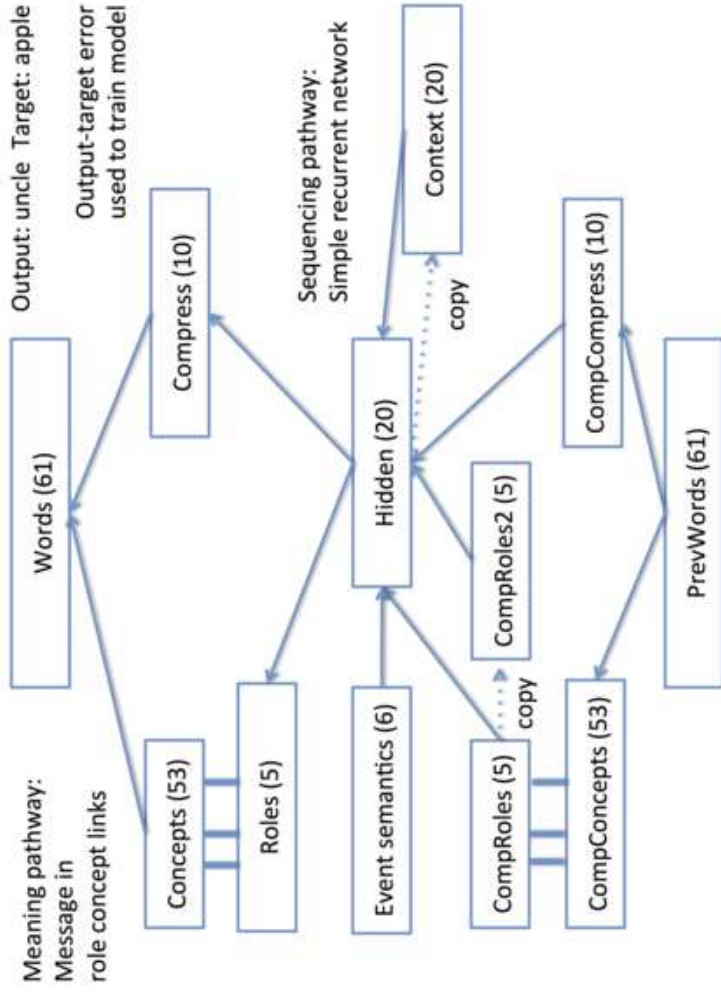 Meaning pathway:
Message in
role concept links
Words (61)
Output: uncle  Target: apple
Output-target error
used to train model
Concepts (53)
Compress (10)
Roles (5)
Sequencing pathway:
Simple recurrent network
Event semantics (6)
Hidden (20)
Context (20)
copy
CompRoles (5)
copy
CompRoles2 (5)
CompConcepts (53)
CompCompress (10)
PrevWords (61)